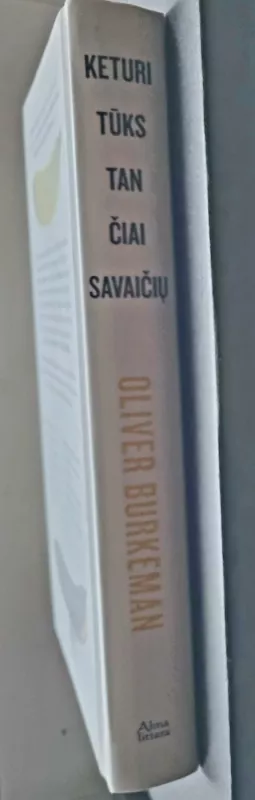 KETURI
TŪKS
TAN
ČIAI
SAVAIČIŲ
OLIVER BURKEMAN
Alma
littera